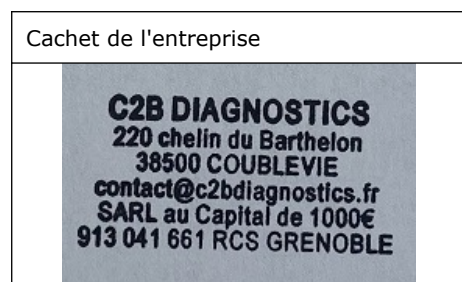 Cachet de l'entreprise
C2B DIAGNOSTICS
220 chelin du Barthelon
38500 COUBLEVIE
contact@c2bdiagnostics.fr
SARL au Capital de 1000€
913 041 661 RCS GRENOBLE